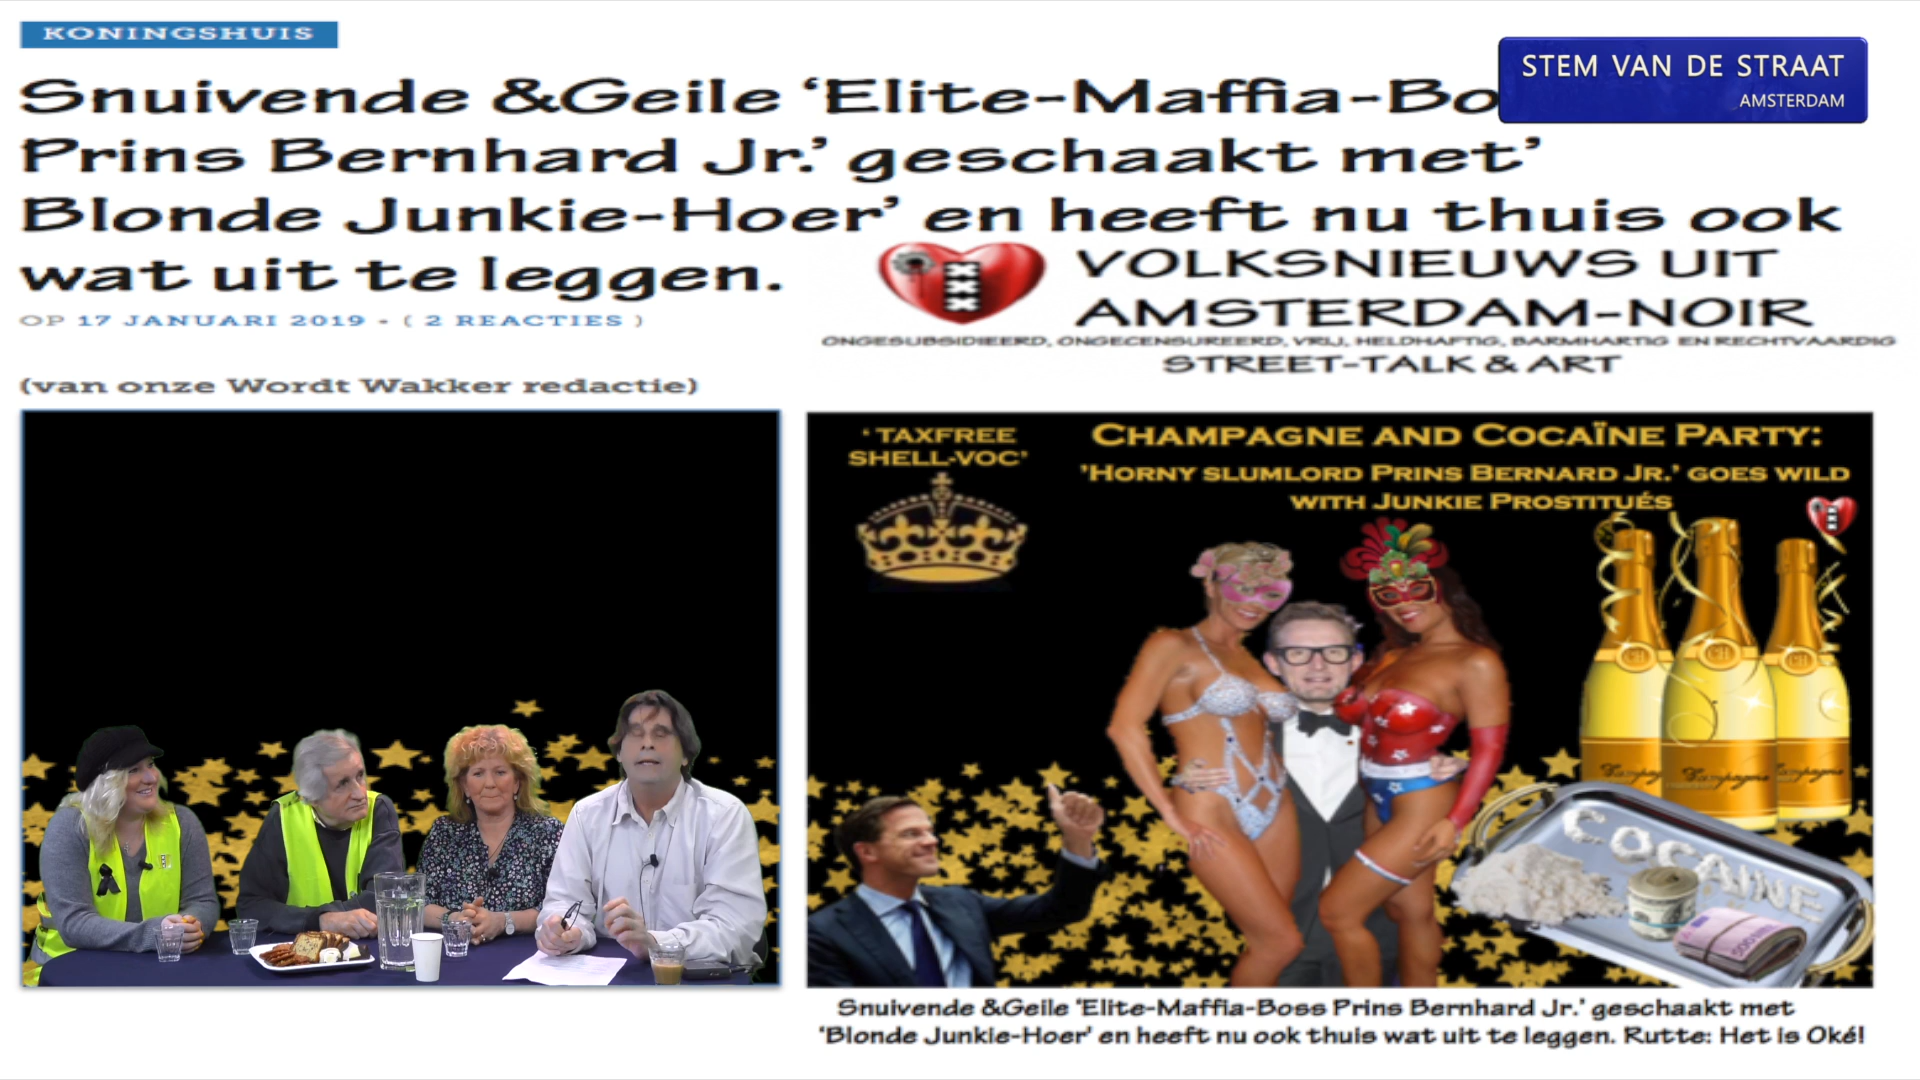 KONINGSHUIS
STEM VAN DE STRAAT
AMSTERDAM
Snuivende &Geile ‘Elite-Maffia-Bo
Prins Bernhard Jr.’ geschaakt met’
Blonde Junkie-Hoer’ en heeft nu thuis ook
wat uit te leggen.
OP 17 JANUARI 2019 • ( 2 REACTIES )
VOLKSNIEUWS UIT
AMSTERDAM-NOIR
ONGESUBSIDIEERD, ONGECENSUREERD, VRIJ, HELDHAFTIG, BARMHARTIG EN RECHTVAARDIG
STREET-TALK & ART
(van onze Wordt Wakker redactie)
‘ TAXFREE
SHELL-VOC’
CHAMPAGNE AND COCAÏNE PARTY:
’HORNY SLUMLORD PRINS BERNARD JR.’ GOES WILD
WITH JUNKIE PROSTITUÉS
COCAINE
Snuivende &Geile ‘Elite-Maffia-Boss Prins Bernhard Jr.’ geschaakt met
‘Blonde Junkie-Hoer’ en heeft nu ook thuis wat uit te leggen. Rutte: Het is Oké!